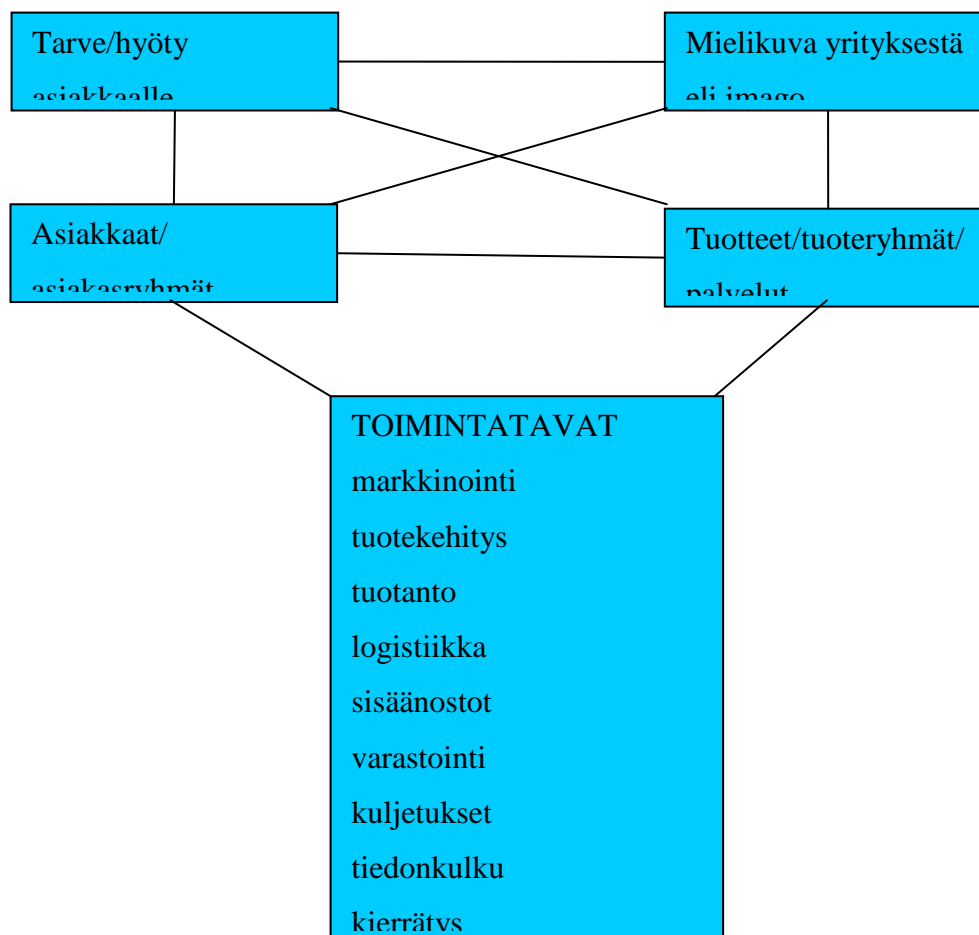 Tarve/hyöty
asiakkaalle
Mielikuva yrityksestä
eli imago
Asiakkaat/
asiakasryhmät
Tuotteet/tuoteryhmät/
palvelut
TOIMINTATAVAT
markkinointi
tuotekehitys
tuotanto
logistiikka
sisäänostot
varastointi
kuljetukset
tiedonkulku
kierrätys